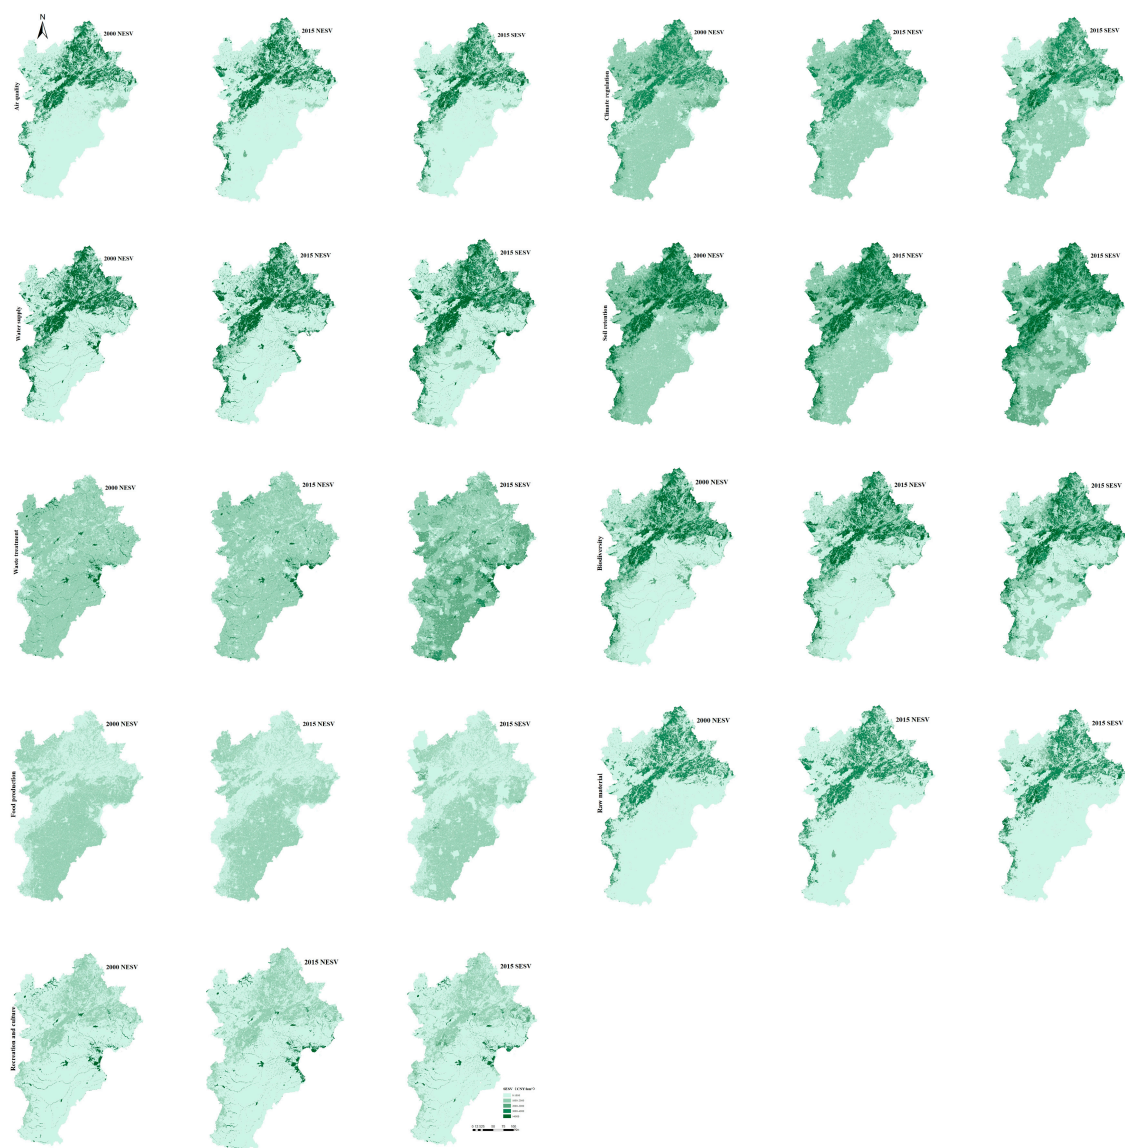 N
2000 NESV
2015 NESV
2015 SESV
Air quality
2000 NESV
2015 NESV
2015 SESV
Climate regulation
2000 NESV
2015 NESV
2015 SESV
Water supply
2000 NESV
2015 NESV
2015 SESV
Soil retention
2000 NESV
2015 NESV
2015 SESV
Waste treatment
2000 NESV
2015 NESV
2015 SESV
Biodiversity
2000 NESV
2015 NESV
2015 SESV
Food production
2000 NESV
2015 NESV
2015 SESV
Raw material
2000 NESV
2015 NESV
2015 SESV
Recreation and culture